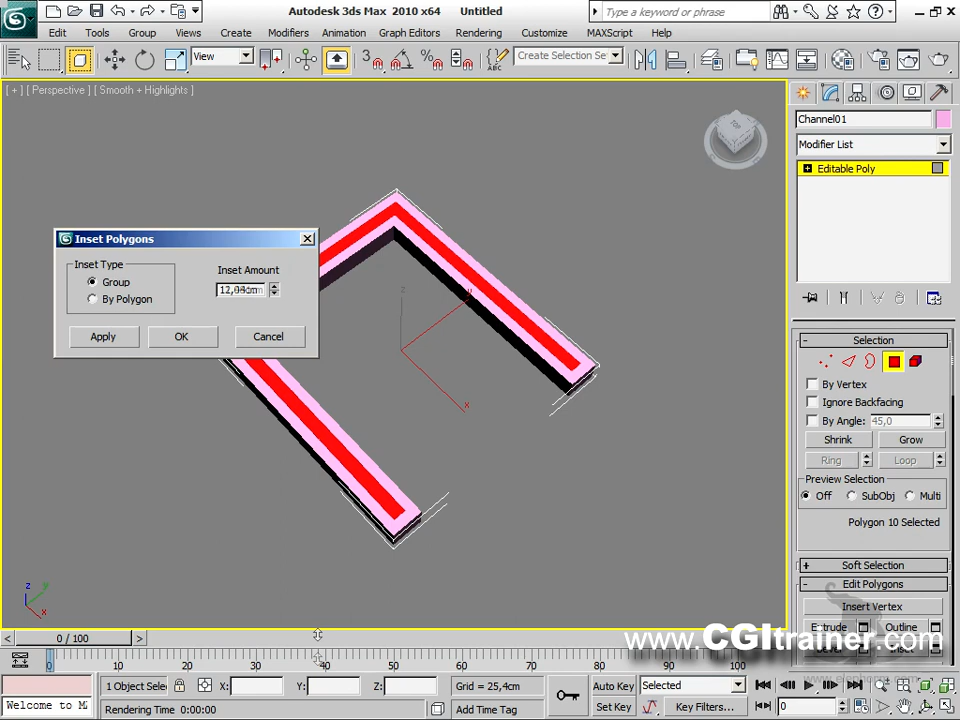 Autodesk 3ds Max 2010 x64 Untitled
Type a keyword or phrase
Edit Tools Group Views Create Modifiers Animation Graph Editors Rendering Customize MAXScript Help
View
Create Selection Se
[ + ] [ Perspective ] [ Smooth + Highlights ]
Channel01
Modifier List
Editable Poly
Inset Polygons
Inset Type
Group
By Polygon
Inset Amount
Apply OK Cancel
z
y
x
TOP
Selection
By Vertex
Ignore Backfacing
By Angle: 45,0
Shrink Grow
Ring Loop
Preview Selection
Off SubObj Multi
Polygon 10 Selected
Soft Selection
Edit Polygons
Insert Vertex
Extrude Outline
Bevel Inset
z
y
x
0 / 100
www.CGItrainer.com
0 10 20 30 40 50 60 70 80 90 100
1 Object Selec
X: Y: Z:
Grid = 25,4cm
Auto Key Selected
Welcome to M
Rendering Time 0:00:00
Add Time Tag
Set Key
Key Filters...
0